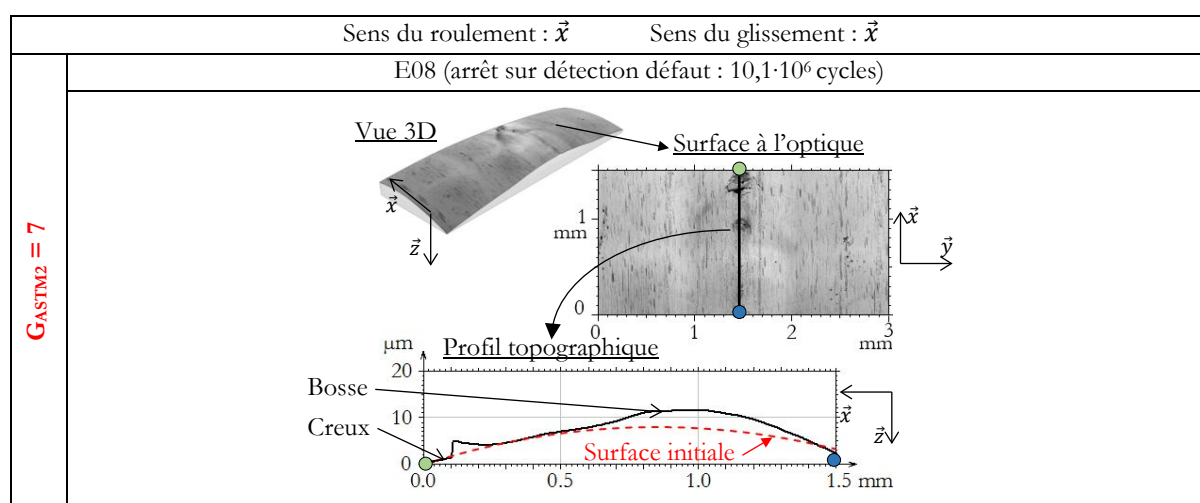 Sens du roulement : x⃗ Sens du glissement : x⃗
E08 (arrêt sur détection défaut : 10,1·10⁶ cycles)
G_ASTM2 = 7
Vue 3D
Surface à l'optique
x⃗
z⃗
1
mm
0
0 1 2 3
mm
x⃗
y⃗
Profil topographique
µm
20
10
0
Bosse
Creux
Surface initiale
0.0 0.5 1.0 1.5 mm
x⃗
z⃗